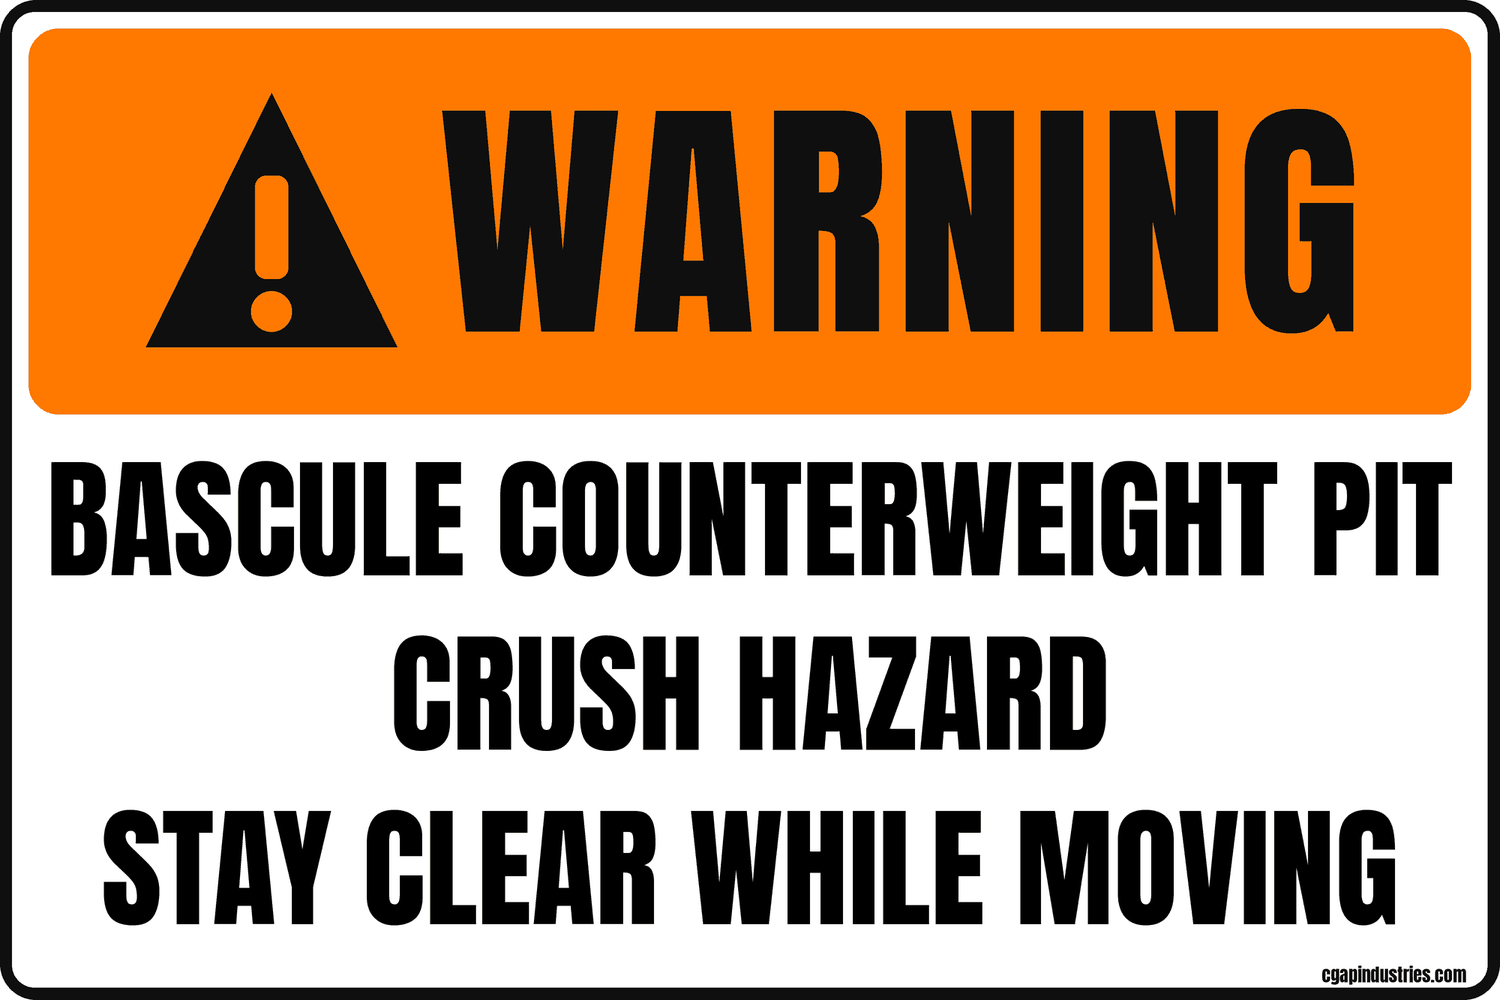 WARNING
BASCULE COUNTERWEIGHT PIT
CRUSH HAZARD
STAY CLEAR WHILE MOVING
cgapindustries.com